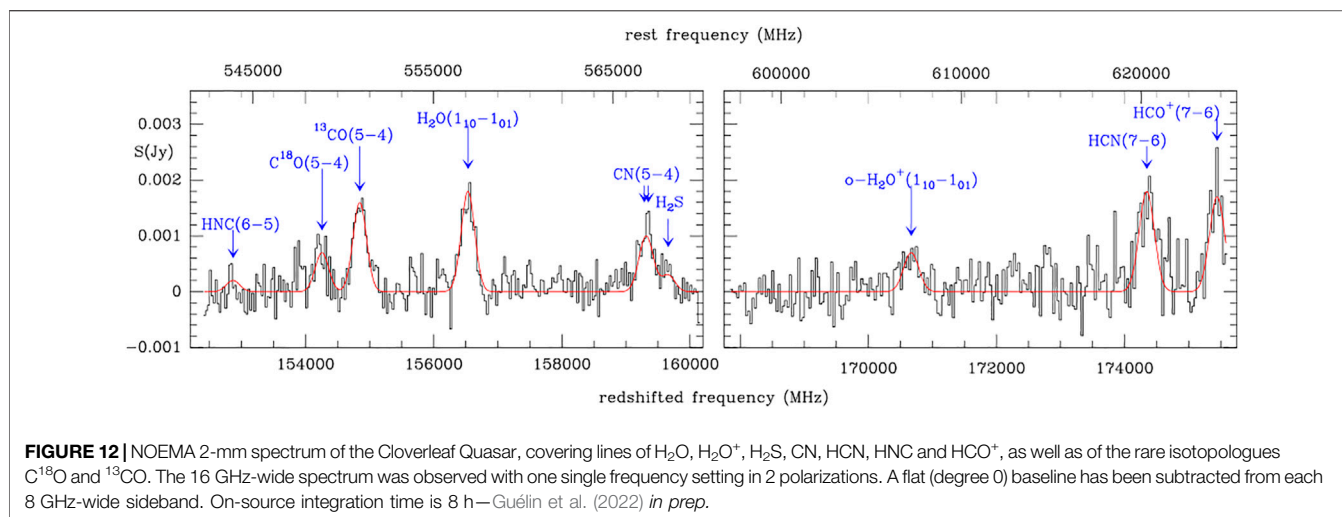 rest frequency (MHz)
545000 555000 565000 600000 610000 620000
0.003
S(Jy)
0.002
0.001
0
-0.001
HNC(6-5)
C¹⁸O(5-4)
¹³CO(5-4)
H₂O(1₁₀-1₀₁)
CN(5-4)
H₂S
o-H₂O⁺(1₁₀-1₀₁)
HCN(7-6)
HCO⁺(7-6)
154000 156000 158000 160000 170000 172000 174000
redshifted frequency (MHz)
FIGURE 12 | NOEMA 2-mm spectrum of the Cloverleaf Quasar, covering lines of H₂O, H₂O⁺, H₂S, CN, HCN, HNC and HCO⁺, as well as of the rare isotopologues
C¹⁸O and ¹³CO. The 16 GHz-wide spectrum was observed with one single frequency setting in 2 polarizations. A flat (degree 0) baseline has been subtracted from each
8 GHz-wide sideband. On-source integration time is 8 h—Guélin et al. (2022) in prep.